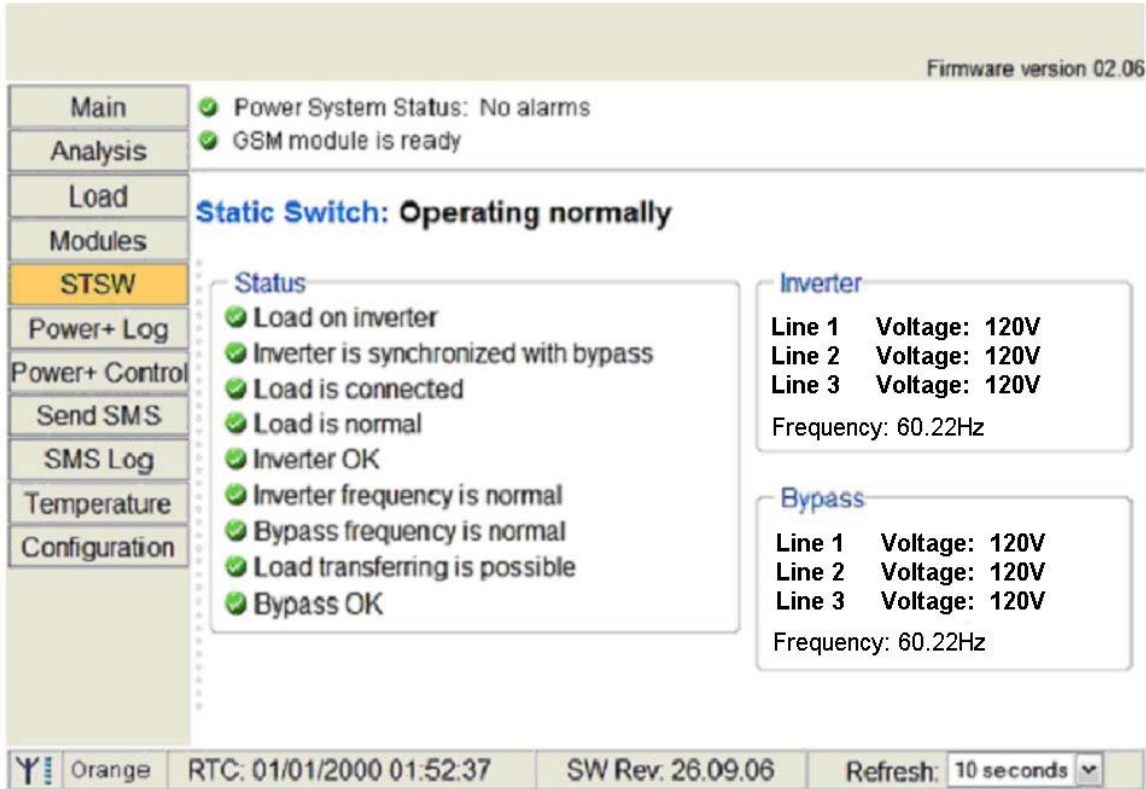 Firmware version 02.06
Main
Analysis
Load
Modules
STSW
Power+ Log
Power+ Control
Send SMS
SMS Log
Temperature
Configuration
Power System Status: No alarms
GSM module is ready
Static Switch: Operating normally
Status
Load on inverter
Inverter is synchronized with bypass
Load is connected
Load is normal
Inverter OK
Inverter frequency is normal
Bypass frequency is normal
Load transferring is possible
Bypass OK
Inverter
Line 1 Voltage: 120V
Line 2 Voltage: 120V
Line 3 Voltage: 120V
Frequency: 60.22Hz
Bypass
Line 1 Voltage: 120V
Line 2 Voltage: 120V
Line 3 Voltage: 120V
Frequency: 60.22Hz
Orange RTC: 01/01/2000 01:52:37 SW Rev: 26.09.06 Refresh: 10 seconds